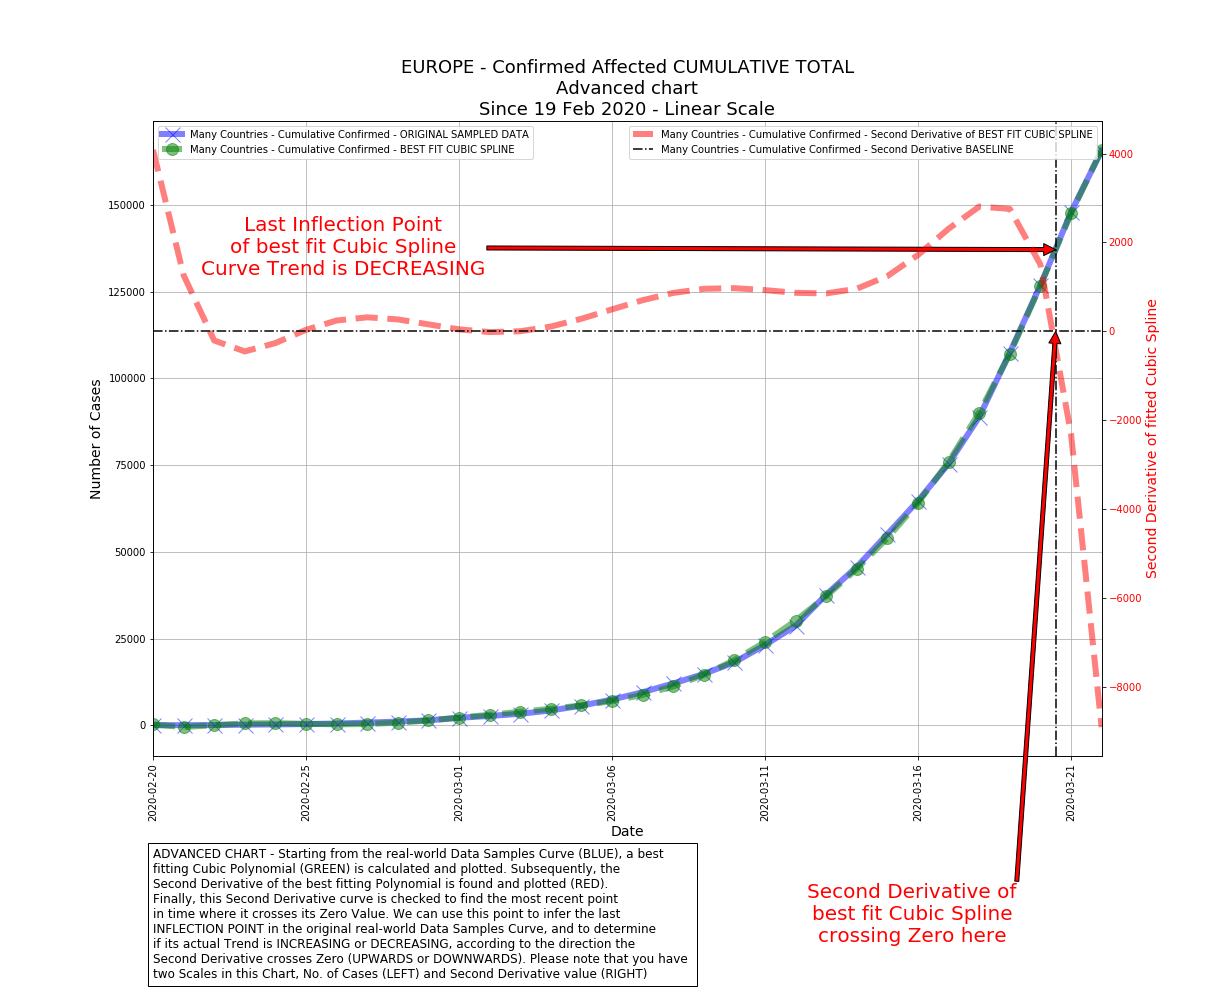 EUROPE - Confirmed Affected CUMULATIVE TOTAL
Advanced chart
Since 19 Feb 2020 - Linear Scale
Many Countries - Cumulative Confirmed - ORIGINAL SAMPLED DATA
Many Countries - Cumulative Confirmed - BEST FIT CUBIC SPLINE
Many Countries - Cumulative Confirmed - Second Derivative of BEST FIT CUBIC SPLINE
Many Countries - Cumulative Confirmed - Second Derivative BASELINE
Last Inflection Point
of best fit Cubic Spline
Curve Trend is DECREASING
Number of Cases
150000
125000
100000
75000
50000
25000
0
4000
2000
0
−2000
−4000
−6000
−8000
Second Derivative of fitted Cubic Spline
2020-02-20
2020-02-25
2020-03-01
2020-03-06
2020-03-11
2020-03-16
2020-03-21
Date
ADVANCED CHART - Starting from the real-world Data Samples Curve (BLUE), a best
fitting Cubic Polynomial (GREEN) is calculated and plotted. Subsequently, the
Second Derivative of the best fitting Polynomial is found and plotted (RED).
Finally, this Second Derivative curve is checked to find the most recent point
in time where it crosses its Zero Value. We can use this point to infer the last
INFLECTION POINT in the original real-world Data Samples Curve, and to determine
if its actual Trend is INCREASING or DECREASING, according to the direction the
Second Derivative crosses Zero (UPWARDS or DOWNWARDS). Please note that you have
two Scales in this Chart, No. of Cases (LEFT) and Second Derivative value (RIGHT)
Second Derivative of
best fit Cubic Spline
crossing Zero here